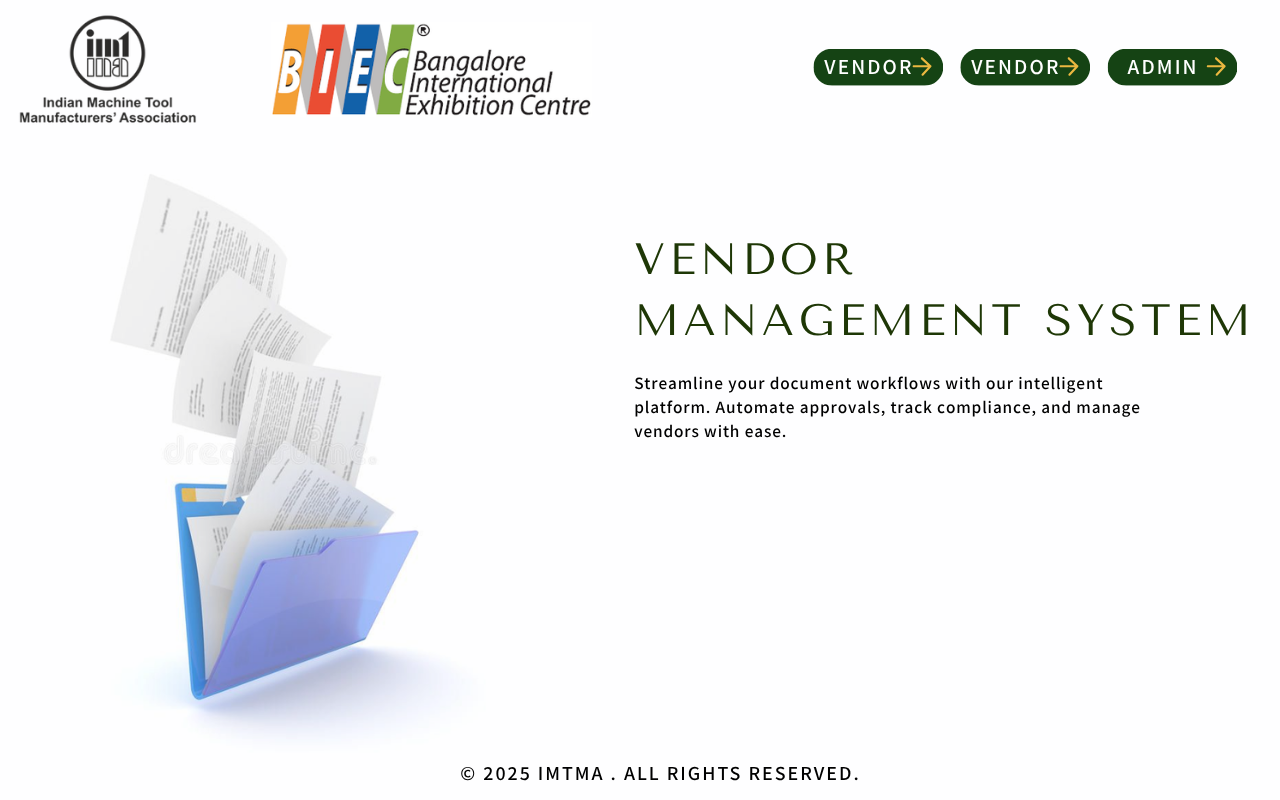 imt
Indian Machine Tool
Manufacturers' Association
BIEC®
Bangalore
International
Exhibition Centre
VENDOR
VENDOR
ADMIN
VENDOR
MANAGEMENT SYSTEM
Streamline your document workflows with our intelligent
platform. Automate approvals, track compliance, and manage
vendors with ease.
© 2025 IMTMA . ALL RIGHTS RESERVED.